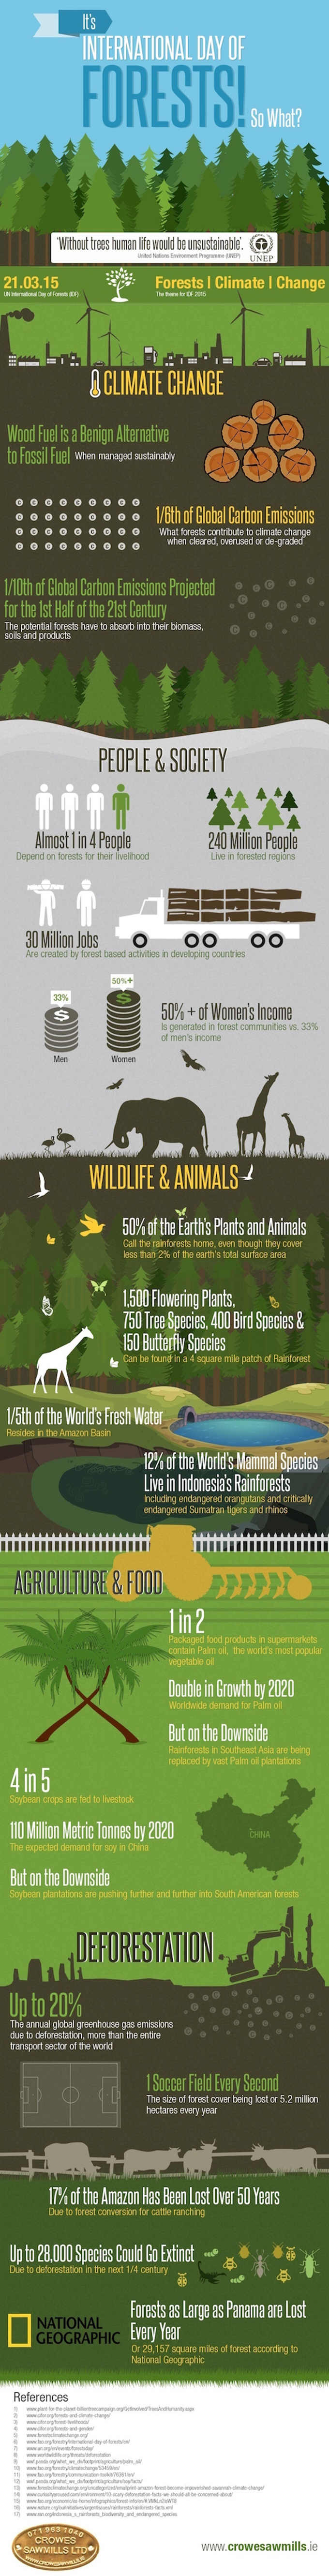 It's
INTERNATIONAL DAY OF
FORESTS!
So What?
'Without trees human life would be unsustainable'.
United Nations Environment Programme (UNEP)
UNEP
21.03.15
UN International Day of Forests (IDF)
Forests | Climate | Change
The theme for IDF 2015
CLIMATE CHANGE
Wood Fuel is a Benign Alternative
to Fossil Fuel When managed sustainably
1/6th of Global Carbon Emissions
What forests contribute to climate change
when cleared, overused or de-graded
1/10th of Global Carbon Emissions Projected
for the 1st Half of the 21st Century
The potential forests have to absorb into their biomass,
soils and products
PEOPLE & SOCIETY
Almost 1 in 4 People
Depend on forests for their livelihood
240 Million People
Live in forested regions
30 Million Jobs
Are created by forest based activities in developing countries
33%
50%+
$
$
Men
Women
50% + of Women's Income
Is generated in forest communities vs. 33%
of men's income
WILDLIFE & ANIMALS
50% of the Earth's Plants and Animals
Call the rainforests home, even though they cover
less than 2% of the earth's total surface area
1,500 Flowering Plants,
750 Tree Species, 400 Bird Species &
150 Butterfly Species
Can be found in a 4 square mile patch of Rainforest
1/5th of the World's Fresh Water
Resides in the Amazon Basin
12% of the World's Mammal Species
Live in Indonesia's Rainforests
Including endangered orangutans and critically
endangered Sumatran tigers and rhinos
AGRICULTURE & FOOD
1 in 2
Packaged food products in supermarkets
contain Palm oil, the world's most popular
vegetable oil
Double in Growth by 2020
Worldwide demand for Palm oil
But on the Downside
Rainforests in Southeast Asia are being
replaced by vast Palm oil plantations
4 in 5
Soybean crops are fed to livestock
110 Million Metric Tonnes by 2020
The expected demand for soy in China
CHINA
But on the Downside
Soybean plantations are pushing further and further into South American forests
DEFORESTATION
Up to 20%
The annual global greenhouse gas emissions
due to deforestation, more than the entire
transport sector of the world
1 Soccer Field Every Second
The size of forest cover being lost or 5.2 million
hectares every year
17% of the Amazon Has Been Lost Over 50 Years
Due to forest conversion for cattle ranching
Up to 28,000 Species Could Go Extinct
Due to deforestation in the next 1/4 century
NATIONAL
GEOGRAPHIC
Forests as Large as Panama are Lost
Every Year
Or 29,157 square miles of forest according to
National Geographic
References
071 963 1040
CROWES
SAWMILLS LTD
www.crowesawmills.ie